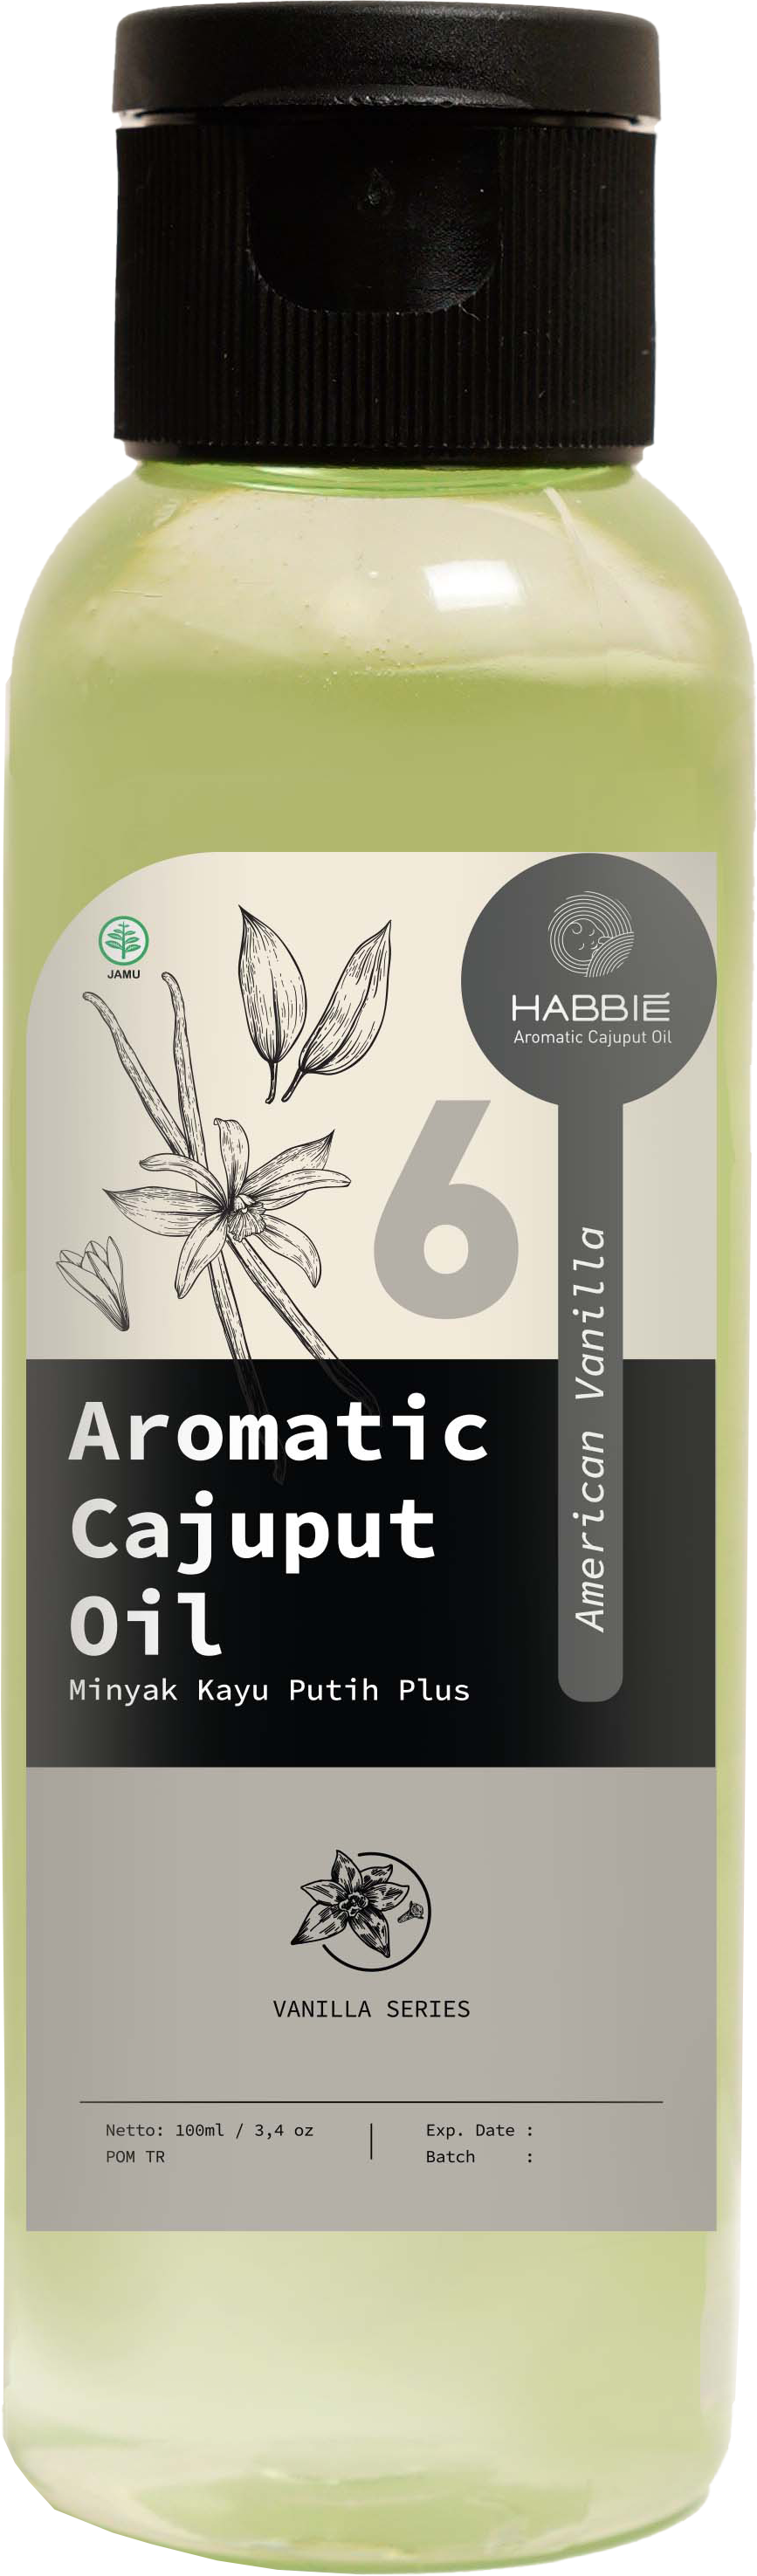 JAMU
HABBIE
Aromatic Cajuput Oil
6
American Vanilla
Aromatic
Cajuput
Oil
Minyak Kayu Putih Plus
VANILLA SERIES
Netto: 100ml / 3,4 oz
POM TR
Exp. Date :
Batch :